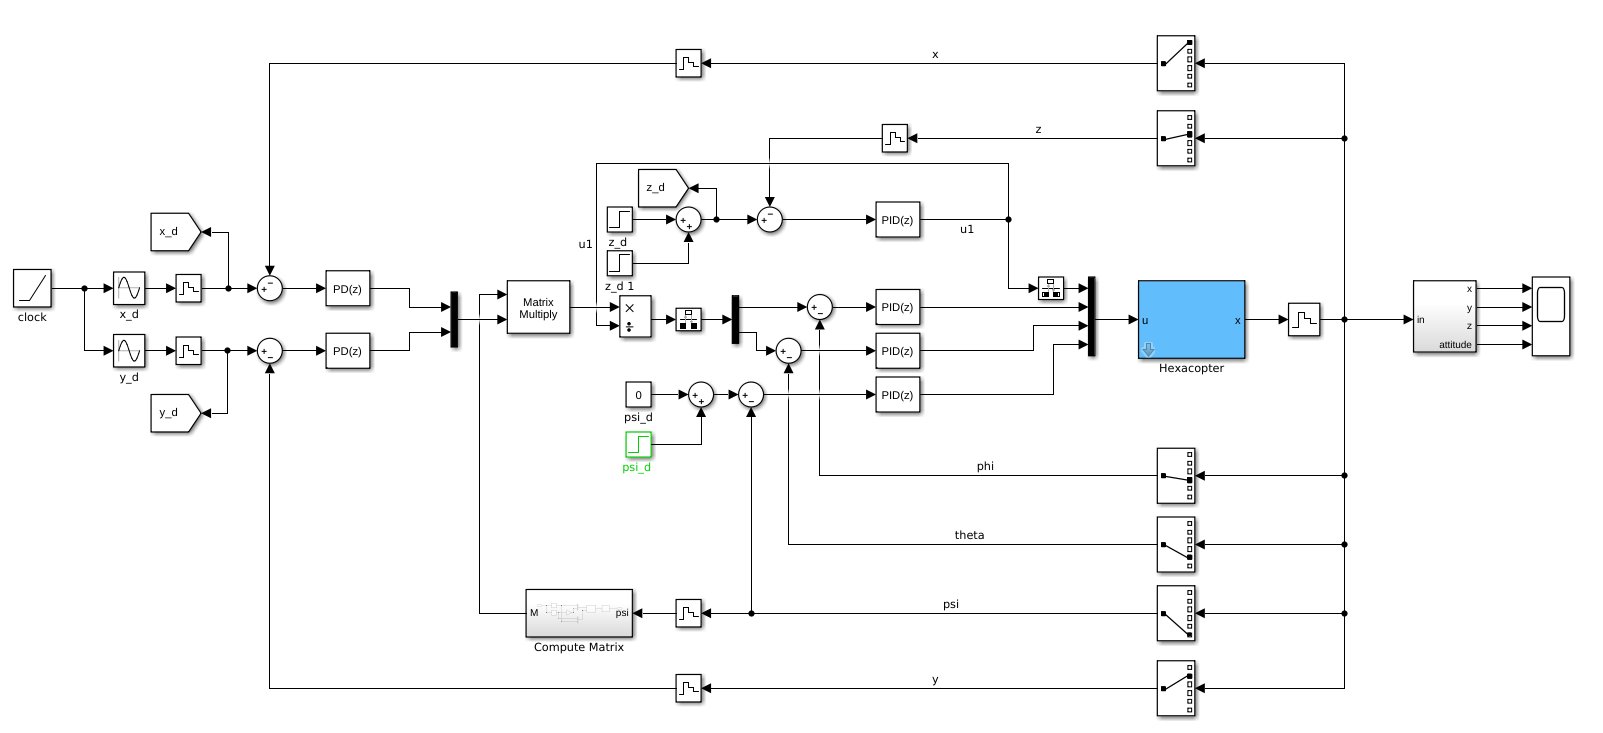 x
z
z_d
z_d
PID(z)
u1
u1
z_d 1
x_d
clock
x_d
PD(z)
Matrix
Multiply
PID(z)
u
x
Hexacopter
in
x
y
z
attitude
y_d
PD(z)
PID(z)
y_d
0
psi_d
PID(z)
psi_d
phi
theta
psi
M
psi
Compute Matrix
y